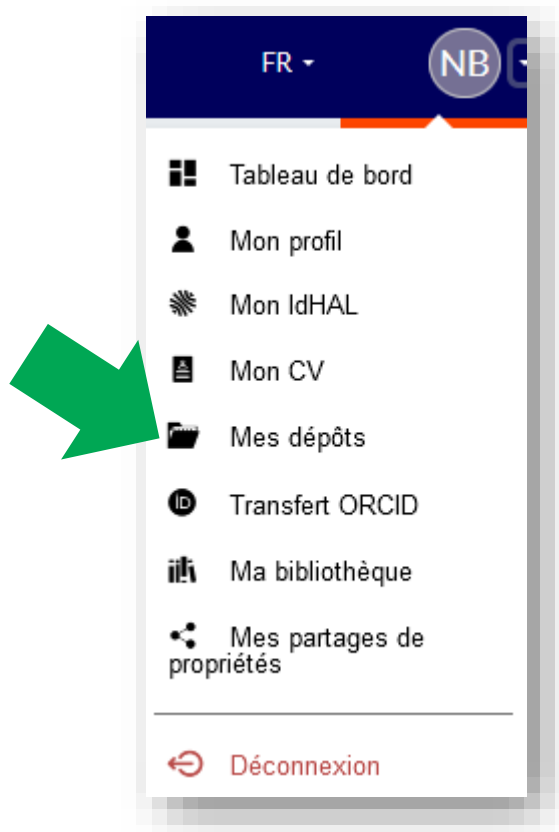 FR
NB
Tableau de bord
Mon profil
Mon IdHAL
Mon CV
Mes dépôts
iD
Transfert ORCID
Ma bibliothèque
Mes partages de
propriétés
Déconnexion